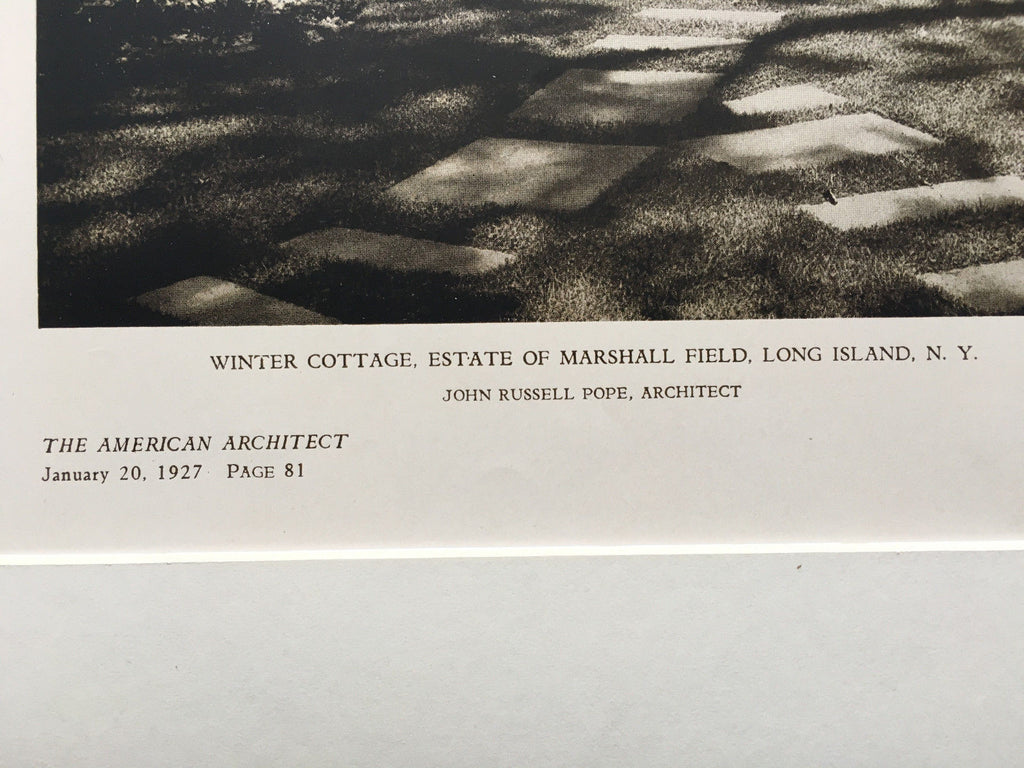 WINTER COTTAGE, ESTATE OF MARSHALL FIELD, LONG ISLAND, N. Y.
JOHN RUSSELL POPE, ARCHITECT
THE AMERICAN ARCHITECT
January 20, 1927 PAGE 81